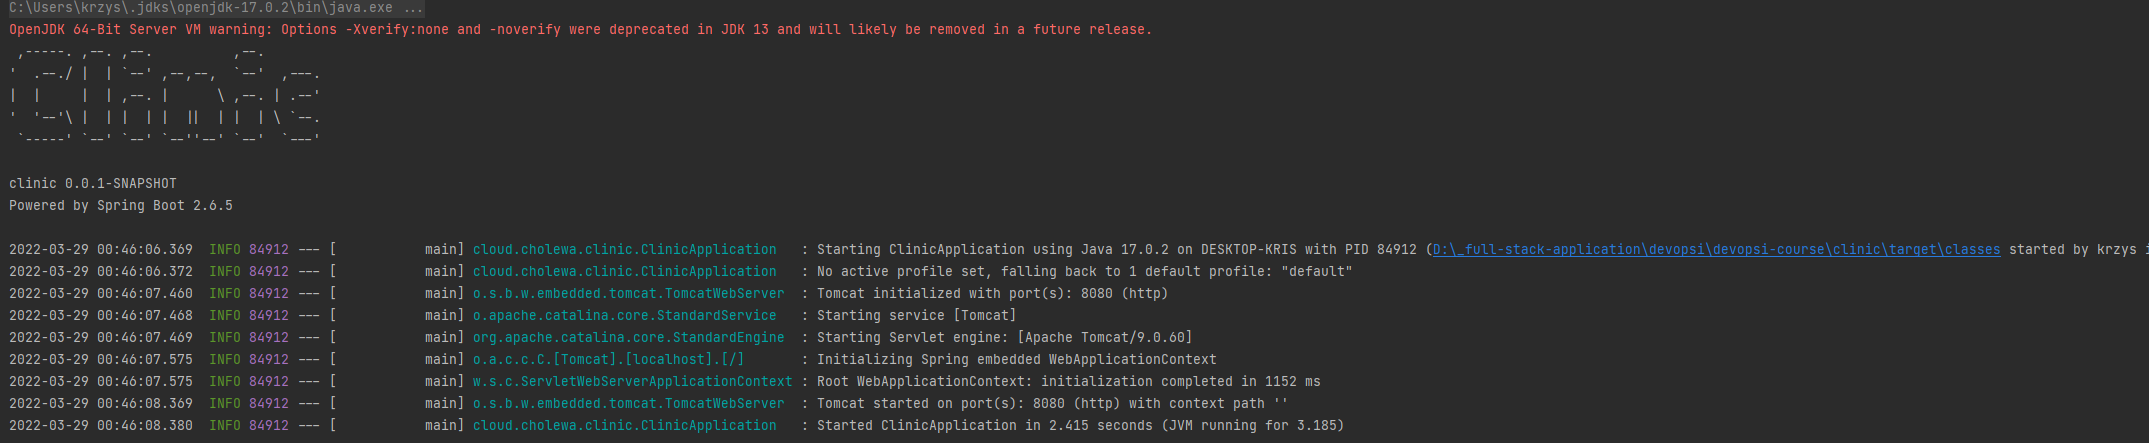 C:\Users\krzys\.jdks\openjdk-17.0.2\bin\java.exe ...
OpenJDK 64-Bit Server VM warning: Options -Xverify:none and -noverify were deprecated in JDK 13 and will likely be removed in a future release.
 ,-----. ,--. ,--.          ,--.
'  .--./ |  | `--' ,--,--,  `--'  ,---.
|  |     |  | ,--. |      \ ,--. | .--'
'  '--'\ |  | |  | |  ||  | |  | \ `--.
 `-----' `--' `--' `--''--' `--'  `---'
clinic 0.0.1-SNAPSHOT
Powered by Spring Boot 2.6.5
2022-03-29 00:46:06.369  INFO 84912 --- [           main] cloud.cholewa.clinic.ClinicApplication   : Starting ClinicApplication using Java 17.0.2 on DESKTOP-KRIS with PID 84912 (D:\_full-stack-application\devopsi\devopsi-course\clinic\target\classes started by krzys i
2022-03-29 00:46:06.372  INFO 84912 --- [           main] cloud.cholewa.clinic.ClinicApplication   : No active profile set, falling back to 1 default profile: "default"
2022-03-29 00:46:07.460  INFO 84912 --- [           main] o.s.b.w.embedded.tomcat.TomcatWebServer  : Tomcat initialized with port(s): 8080 (http)
2022-03-29 00:46:07.468  INFO 84912 --- [           main] o.apache.catalina.core.StandardService   : Starting service [Tomcat]
2022-03-29 00:46:07.469  INFO 84912 --- [           main] org.apache.catalina.core.StandardEngine  : Starting Servlet engine: [Apache Tomcat/9.0.60]
2022-03-29 00:46:07.575  INFO 84912 --- [           main] o.a.c.c.C.[Tomcat].[localhost].[/]       : Initializing Spring embedded WebApplicationContext
2022-03-29 00:46:07.575  INFO 84912 --- [           main] w.s.c.ServletWebServerApplicationContext : Root WebApplicationContext: initialization completed in 1152 ms
2022-03-29 00:46:08.369  INFO 84912 --- [           main] o.s.b.w.embedded.tomcat.TomcatWebServer  : Tomcat started on port(s): 8080 (http) with context path ''
2022-03-29 00:46:08.380  INFO 84912 --- [           main] cloud.cholewa.clinic.ClinicApplication   : Started ClinicApplication in 2.415 seconds (JVM running for 3.185)